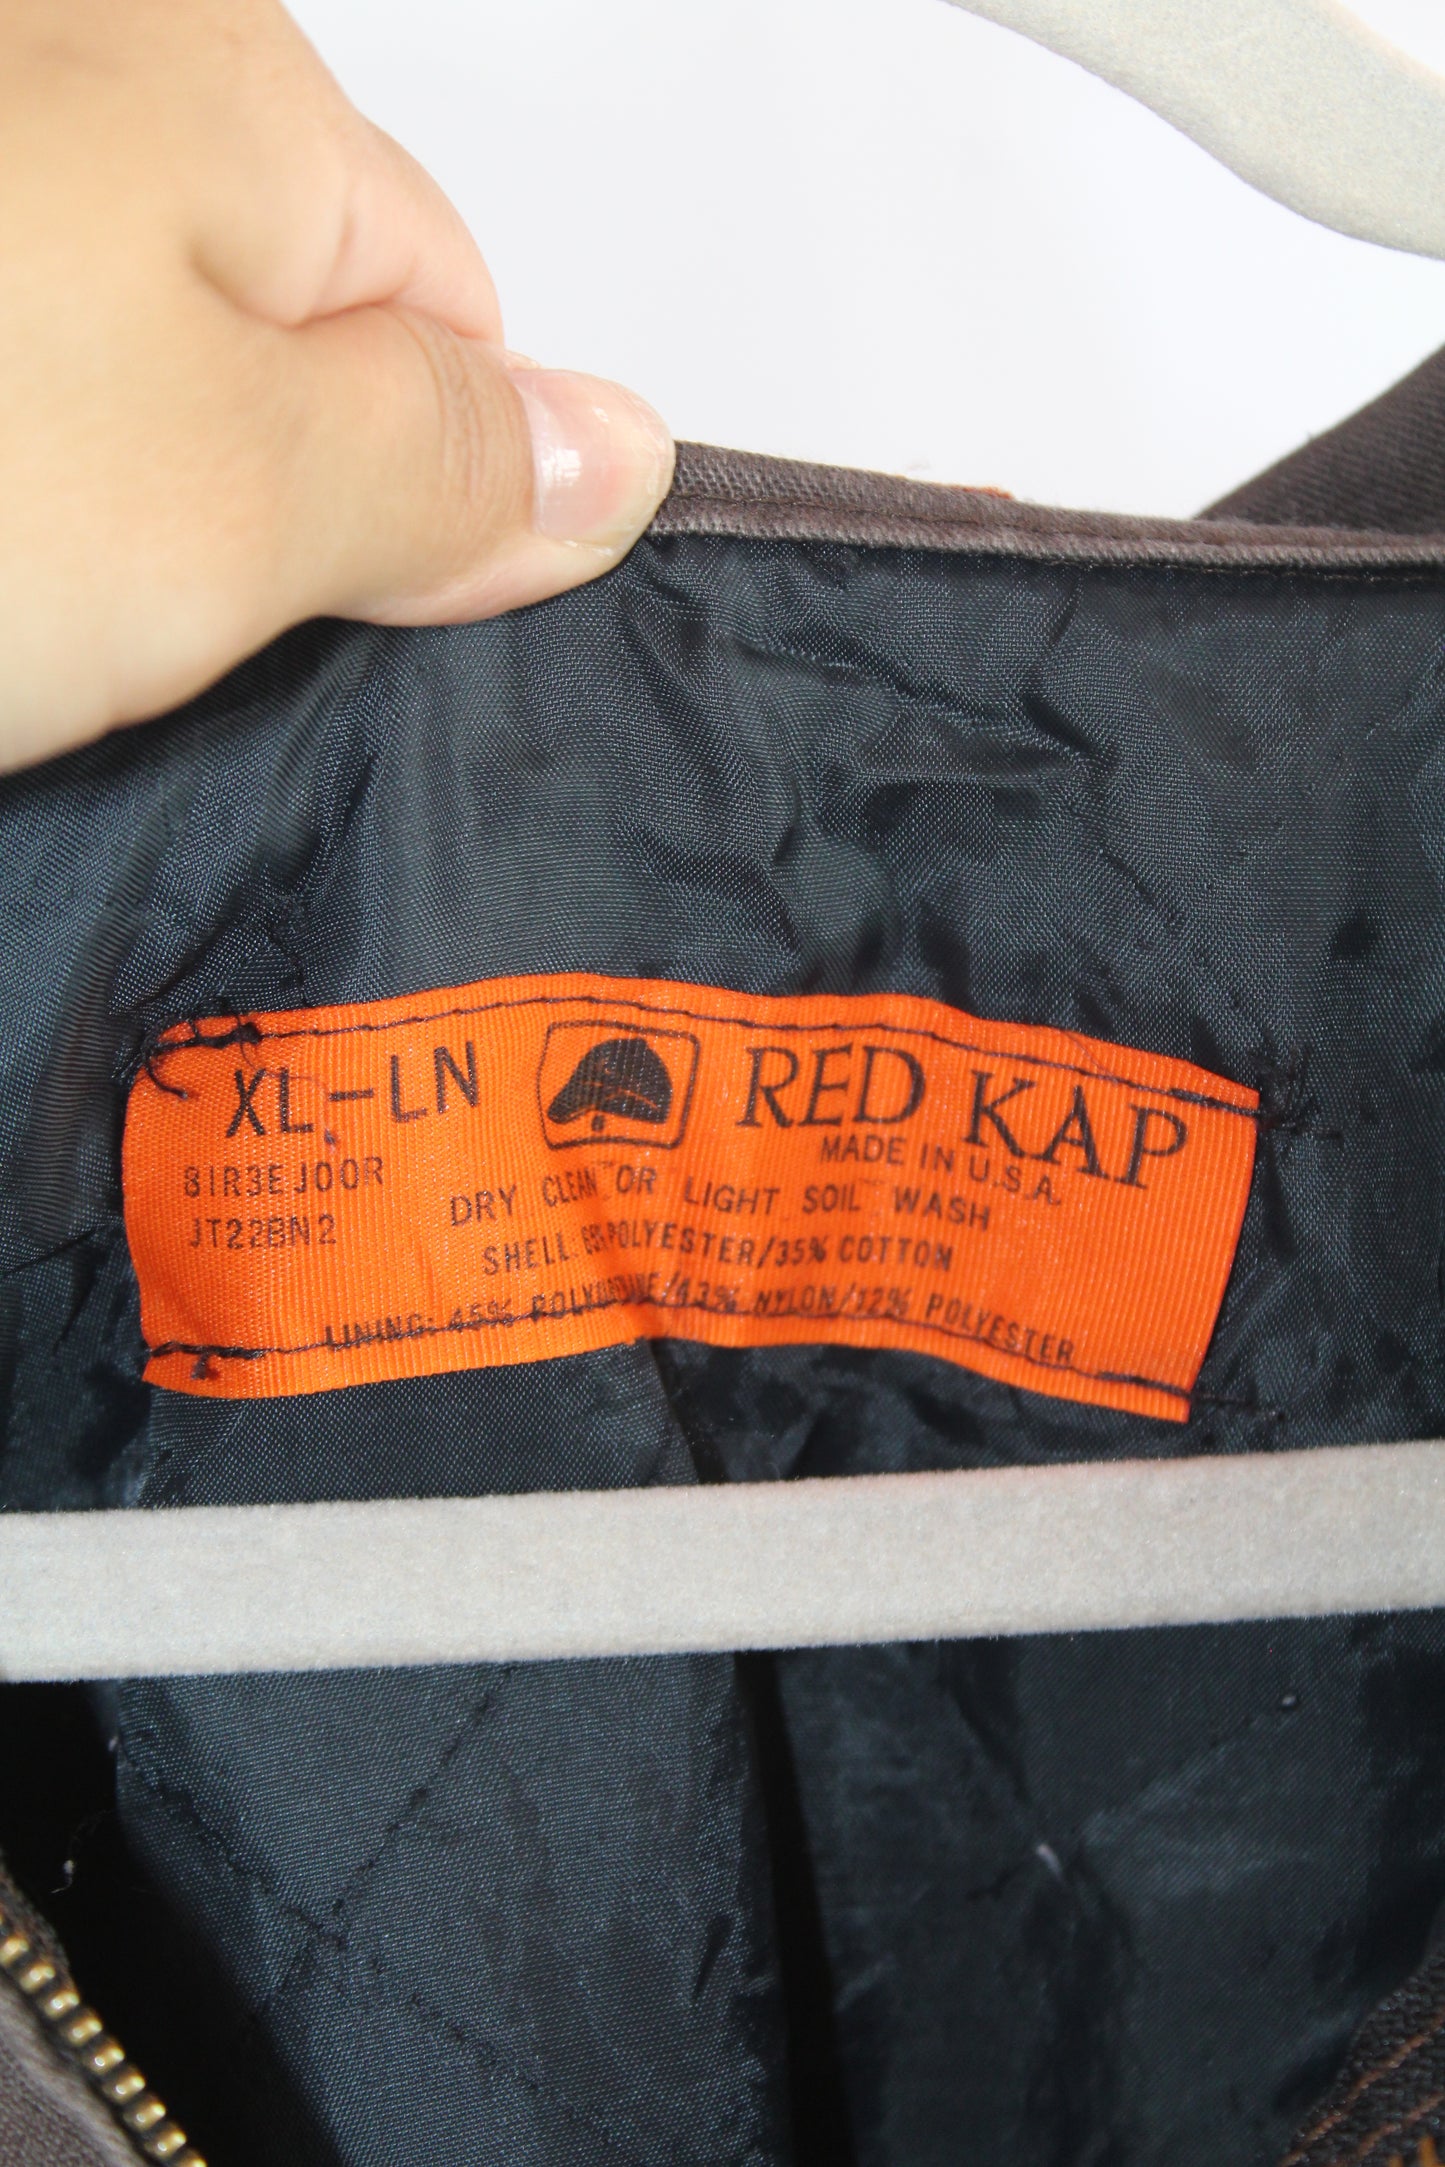 XL-LN RED KAP
MADE IN U.S.A.
81R3EJ00R
JT22BN2
DRY CLEAN OR LIGHT SOIL WASH
SHELL: 65% POLYESTER/35% COTTON
LINING: 45% /43% NYLON/12% POLYESTER